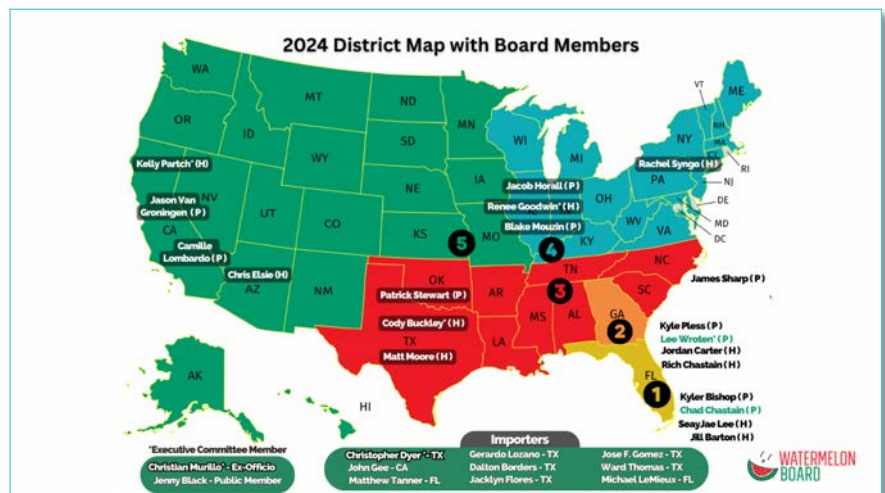 2024 District Map with Board Members
WA
MT
ND
MN
VT
ME
OR
ID
SD
WI
NY
NH
MA
WY
MI
RI
Kelly Partch* (H)
Rachel Syngo (H)
NE
IA
PA
NJ
Jacob Horall (P)
Jason Van
Groningen (P)
NV
OH
DE
UT
CO
Renee Goodwin* (H)
WV
MD
CA
KS
5
MO
Blake Mouzin (P)
VA
DC
Camille
Lombardo (P)
4
KY
Chris Elsie (H)
OK
TN
NC
James Sharp (P)
AZ
NM
Patrick Stewart (P)
AR
3
SC
Cody Buckley* (H)
MS
AL
GA
Kyle Pless (P)
2
Lee Wroten* (P)
TX
LA
Jordan Carter (H)
Matt Moore (H)
Rich Chastain (H)
AK
FL
1
Kyler Bishop (P)
HI
Chad Chastain (P)
SeayJae Lee (H)
Jill Barton (H)
*Executive Committee Member
Christian Murillo* - Ex-Officio
Jenny Black - Public Member
Importers
Christopher Dyer* - TX
Gerardo Lozano - TX
Jose F. Gomez - TX
John Gee - CA
Dalton Borders - TX
Ward Thomas - TX
Matthew Tanner - FL
Jacklyn Flores - TX
Michael LeMieux - FL
WATERMELON
BOARD